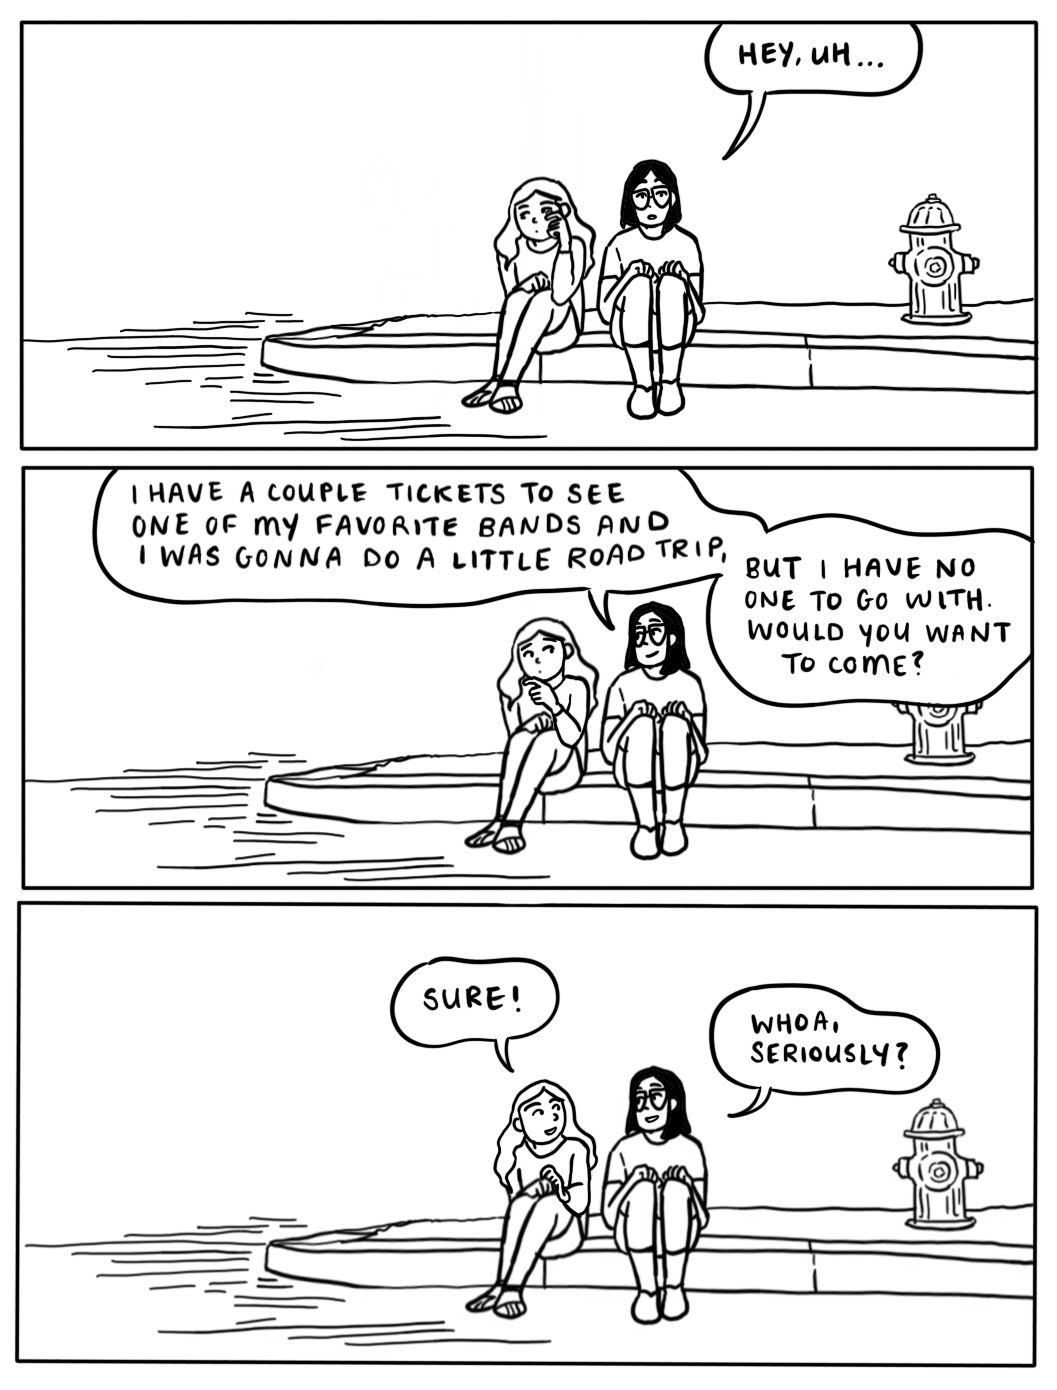 HEY, UH...
I HAVE A COUPLE TICKETS TO SEE
ONE OF MY FAVORITE BANDS AND
I WAS GONNA DO A LITTLE ROAD TRIP,
BUT I HAVE NO
ONE TO GO WITH.
WOULD YOU WANT
TO COME?
SURE!
WHOA,
SERIOUSLY?